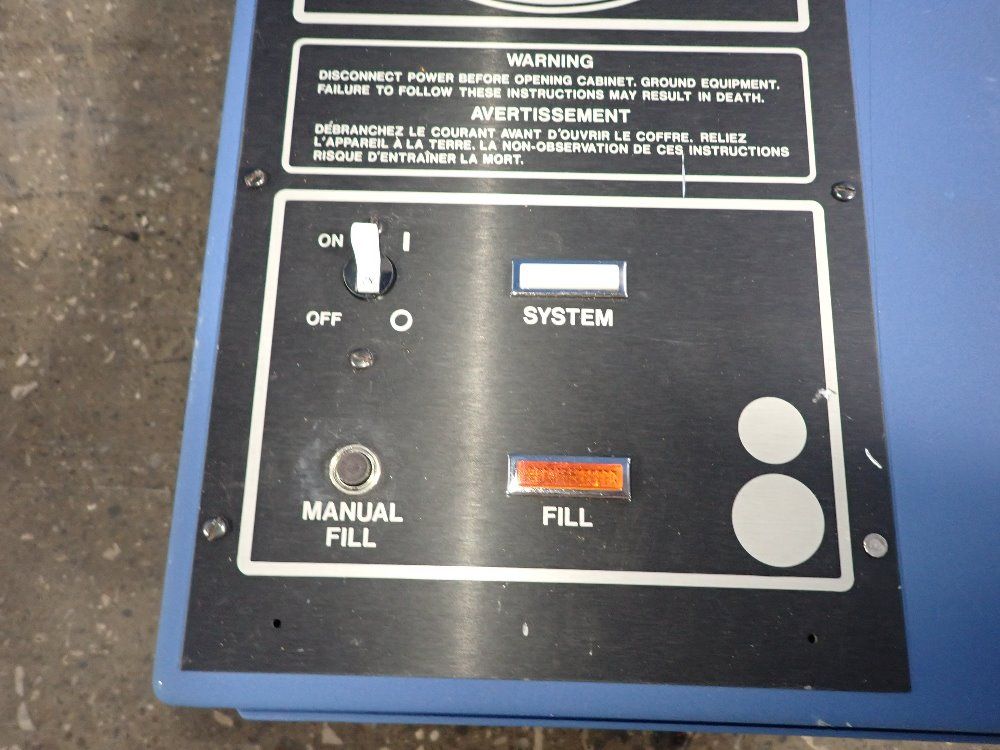 WARNING
DISCONNECT POWER BEFORE OPENING CABINET. GROUND EQUIPMENT.
FAILURE TO FOLLOW THESE INSTRUCTIONS MAY RESULT IN DEATH.
AVERTISSEMENT
DÉBRANCHEZ LE COURANT AVANT D'OUVRIR LE COFFRE. RELIEZ
L'APPAREIL À LA TERRE. LA NON-OBSERVATION DE CES INSTRUCTIONS
RISQUE D'ENTRAÎNER LA MORT.
ON I
OFF O
SYSTEM
MANUAL
FILL
FILL